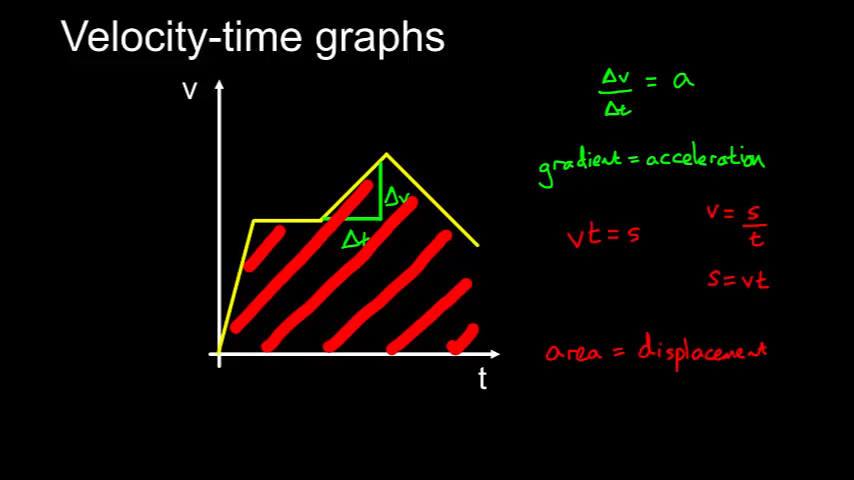 Velocity-time graphs
v
Δv
Δt
t
Δv/Δt = a
gradient = acceleration
vt = s
v = s/t
s = vt
area = displacement